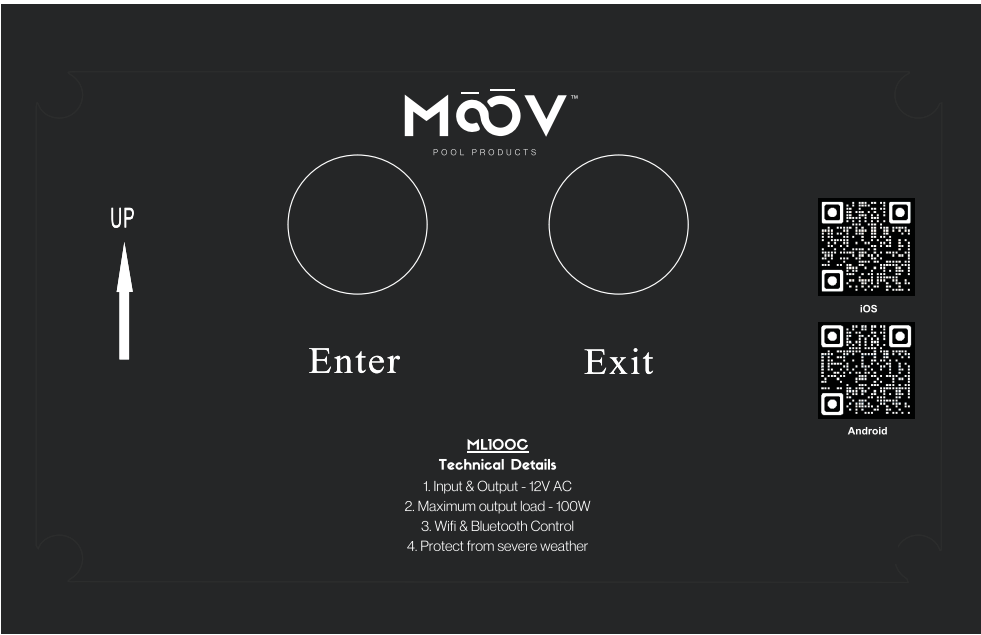 MOOV™
POOL PRODUCTS
UP
iOS
Enter
Exit
Android
ML100C
Technical Details
1. Input & Output - 12V AC
2. Maximum output load - 100W
3. Wifi & Bluetooth Control
4. Protect from severe weather